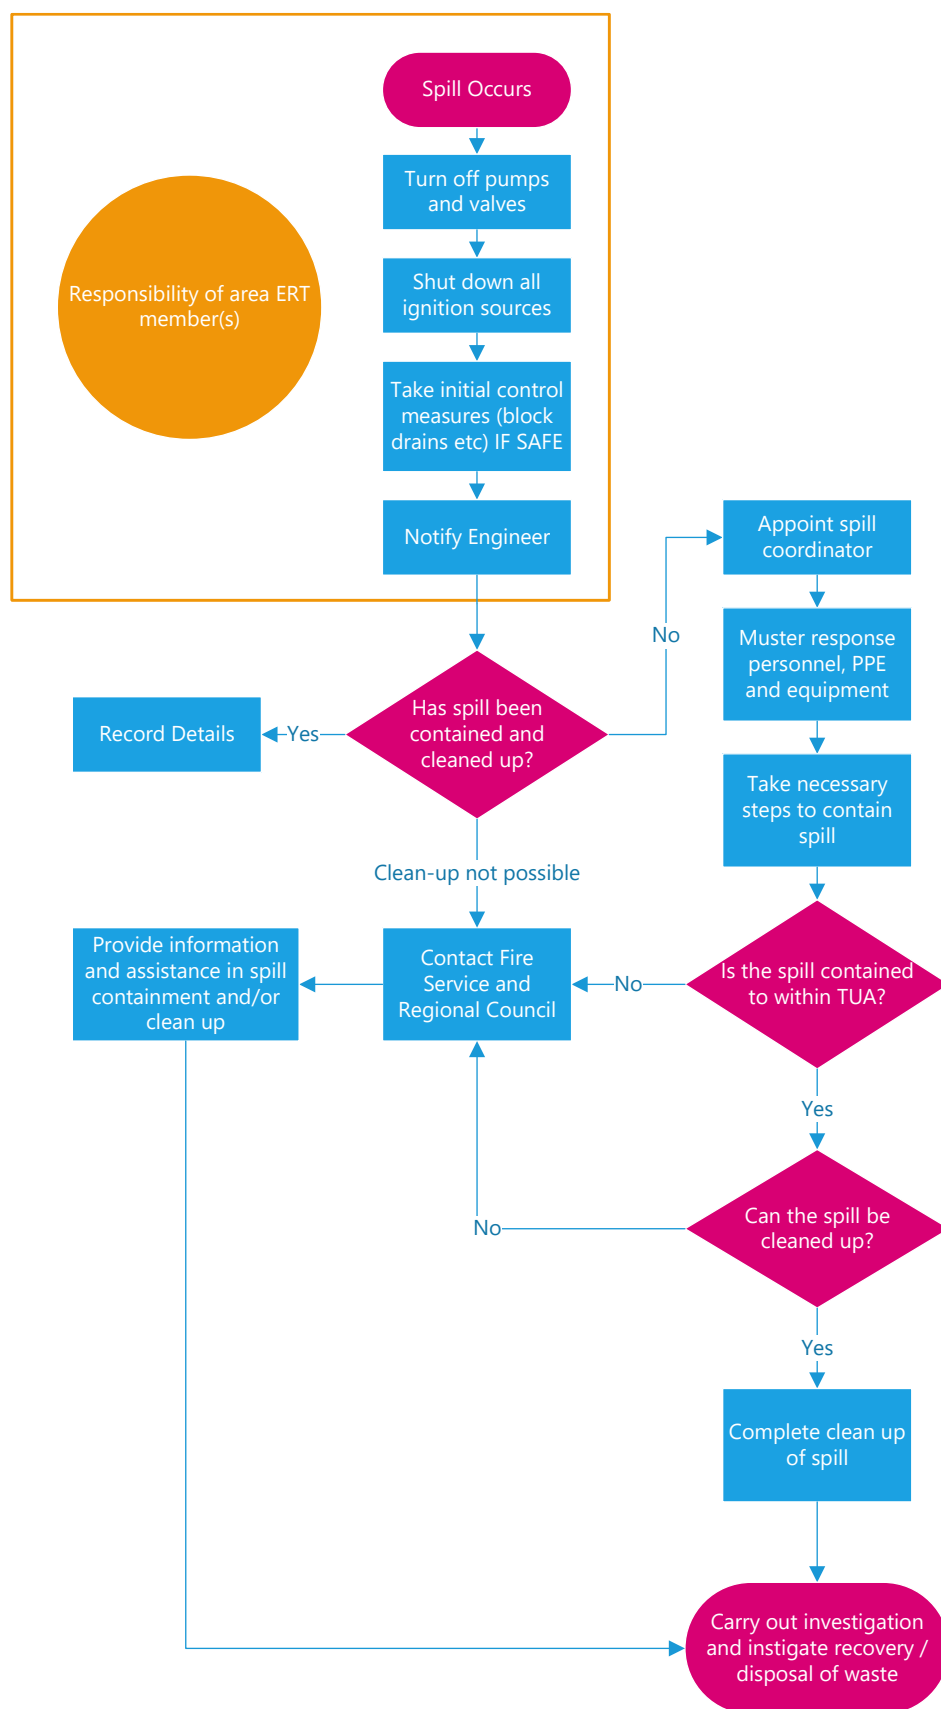 Spill Occurs
Turn off pumps
and valves
Responsibility of area ERT
member(s)
Shut down all
ignition sources
Take initial control
measures (block
drains etc) IF SAFE
Notify Engineer
Appoint spill
coordinator
No
Muster response
personnel, PPE
and equipment
Has spill been
contained and
cleaned up?
Yes
Record Details
Take necessary
steps to contain
spill
Clean-up not possible
Provide information
and assistance in spill
containment and/or
clean up
Contact Fire
Service and
Regional Council
No
Is the spill contained
to within TUA?
Yes
Can the spill be
cleaned up?
No
Yes
Complete clean up
of spill
Carry out investigation
and instigate recovery /
disposal of waste